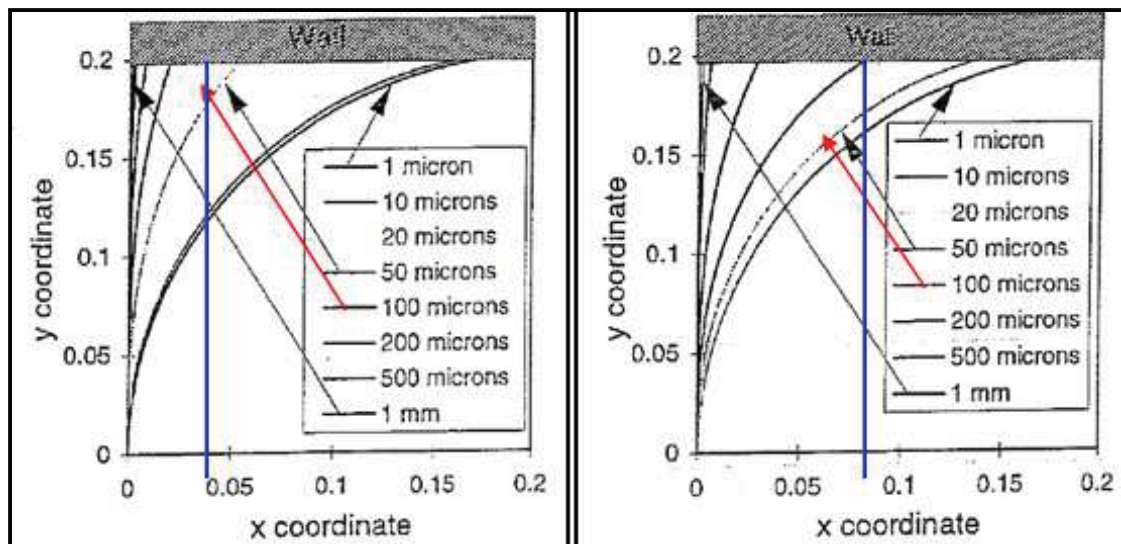 Wall
0.2
0.15
0.1
0.05
0
y coordinate
1 micron
10 microns
20 microns
50 microns
100 microns
200 microns
500 microns
1 mm
0
0.05
0.1
0.15
0.2
x coordinate
Wal
0.2
0.15
0.1
0.05
0
y coordinate
1 micron
10 microns
20 microns
50 microns
100 microns
200 microns
500 microns
1 mm
0
0.05
0.1
0.15
0.2
x coordinate